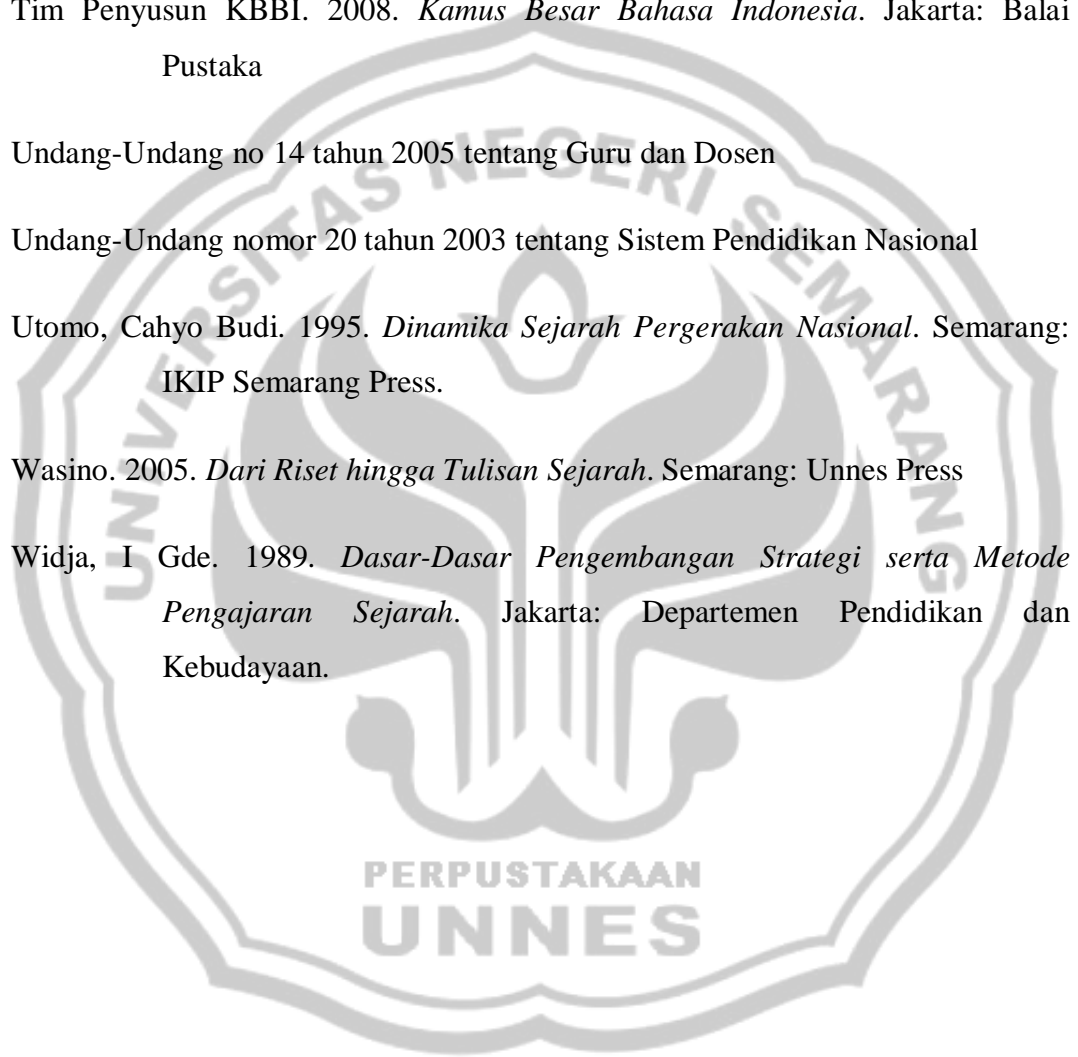 Tim Penyusun KBBI. 2008. Kamus Besar Bahasa Indonesia. Jakarta: Balai
Pustaka
Undang-Undang no 14 tahun 2005 tentang Guru dan Dosen
Undang-Undang nomor 20 tahun 2003 tentang Sistem Pendidikan Nasional
Utomo, Cahyo Budi. 1995. Dinamika Sejarah Pergerakan Nasional. Semarang:
IKIP Semarang Press.
Wasino. 2005. Dari Riset hingga Tulisan Sejarah. Semarang: Unnes Press
Widja, I Gde. 1989. Dasar-Dasar Pengembangan Strategi serta Metode
Pengajaran Sejarah. Jakarta: Departemen Pendidikan dan
Kebudayaan.
UNIVERSITAS NEGERI SEMARANG
PERPUSTAKAAN
UNNES